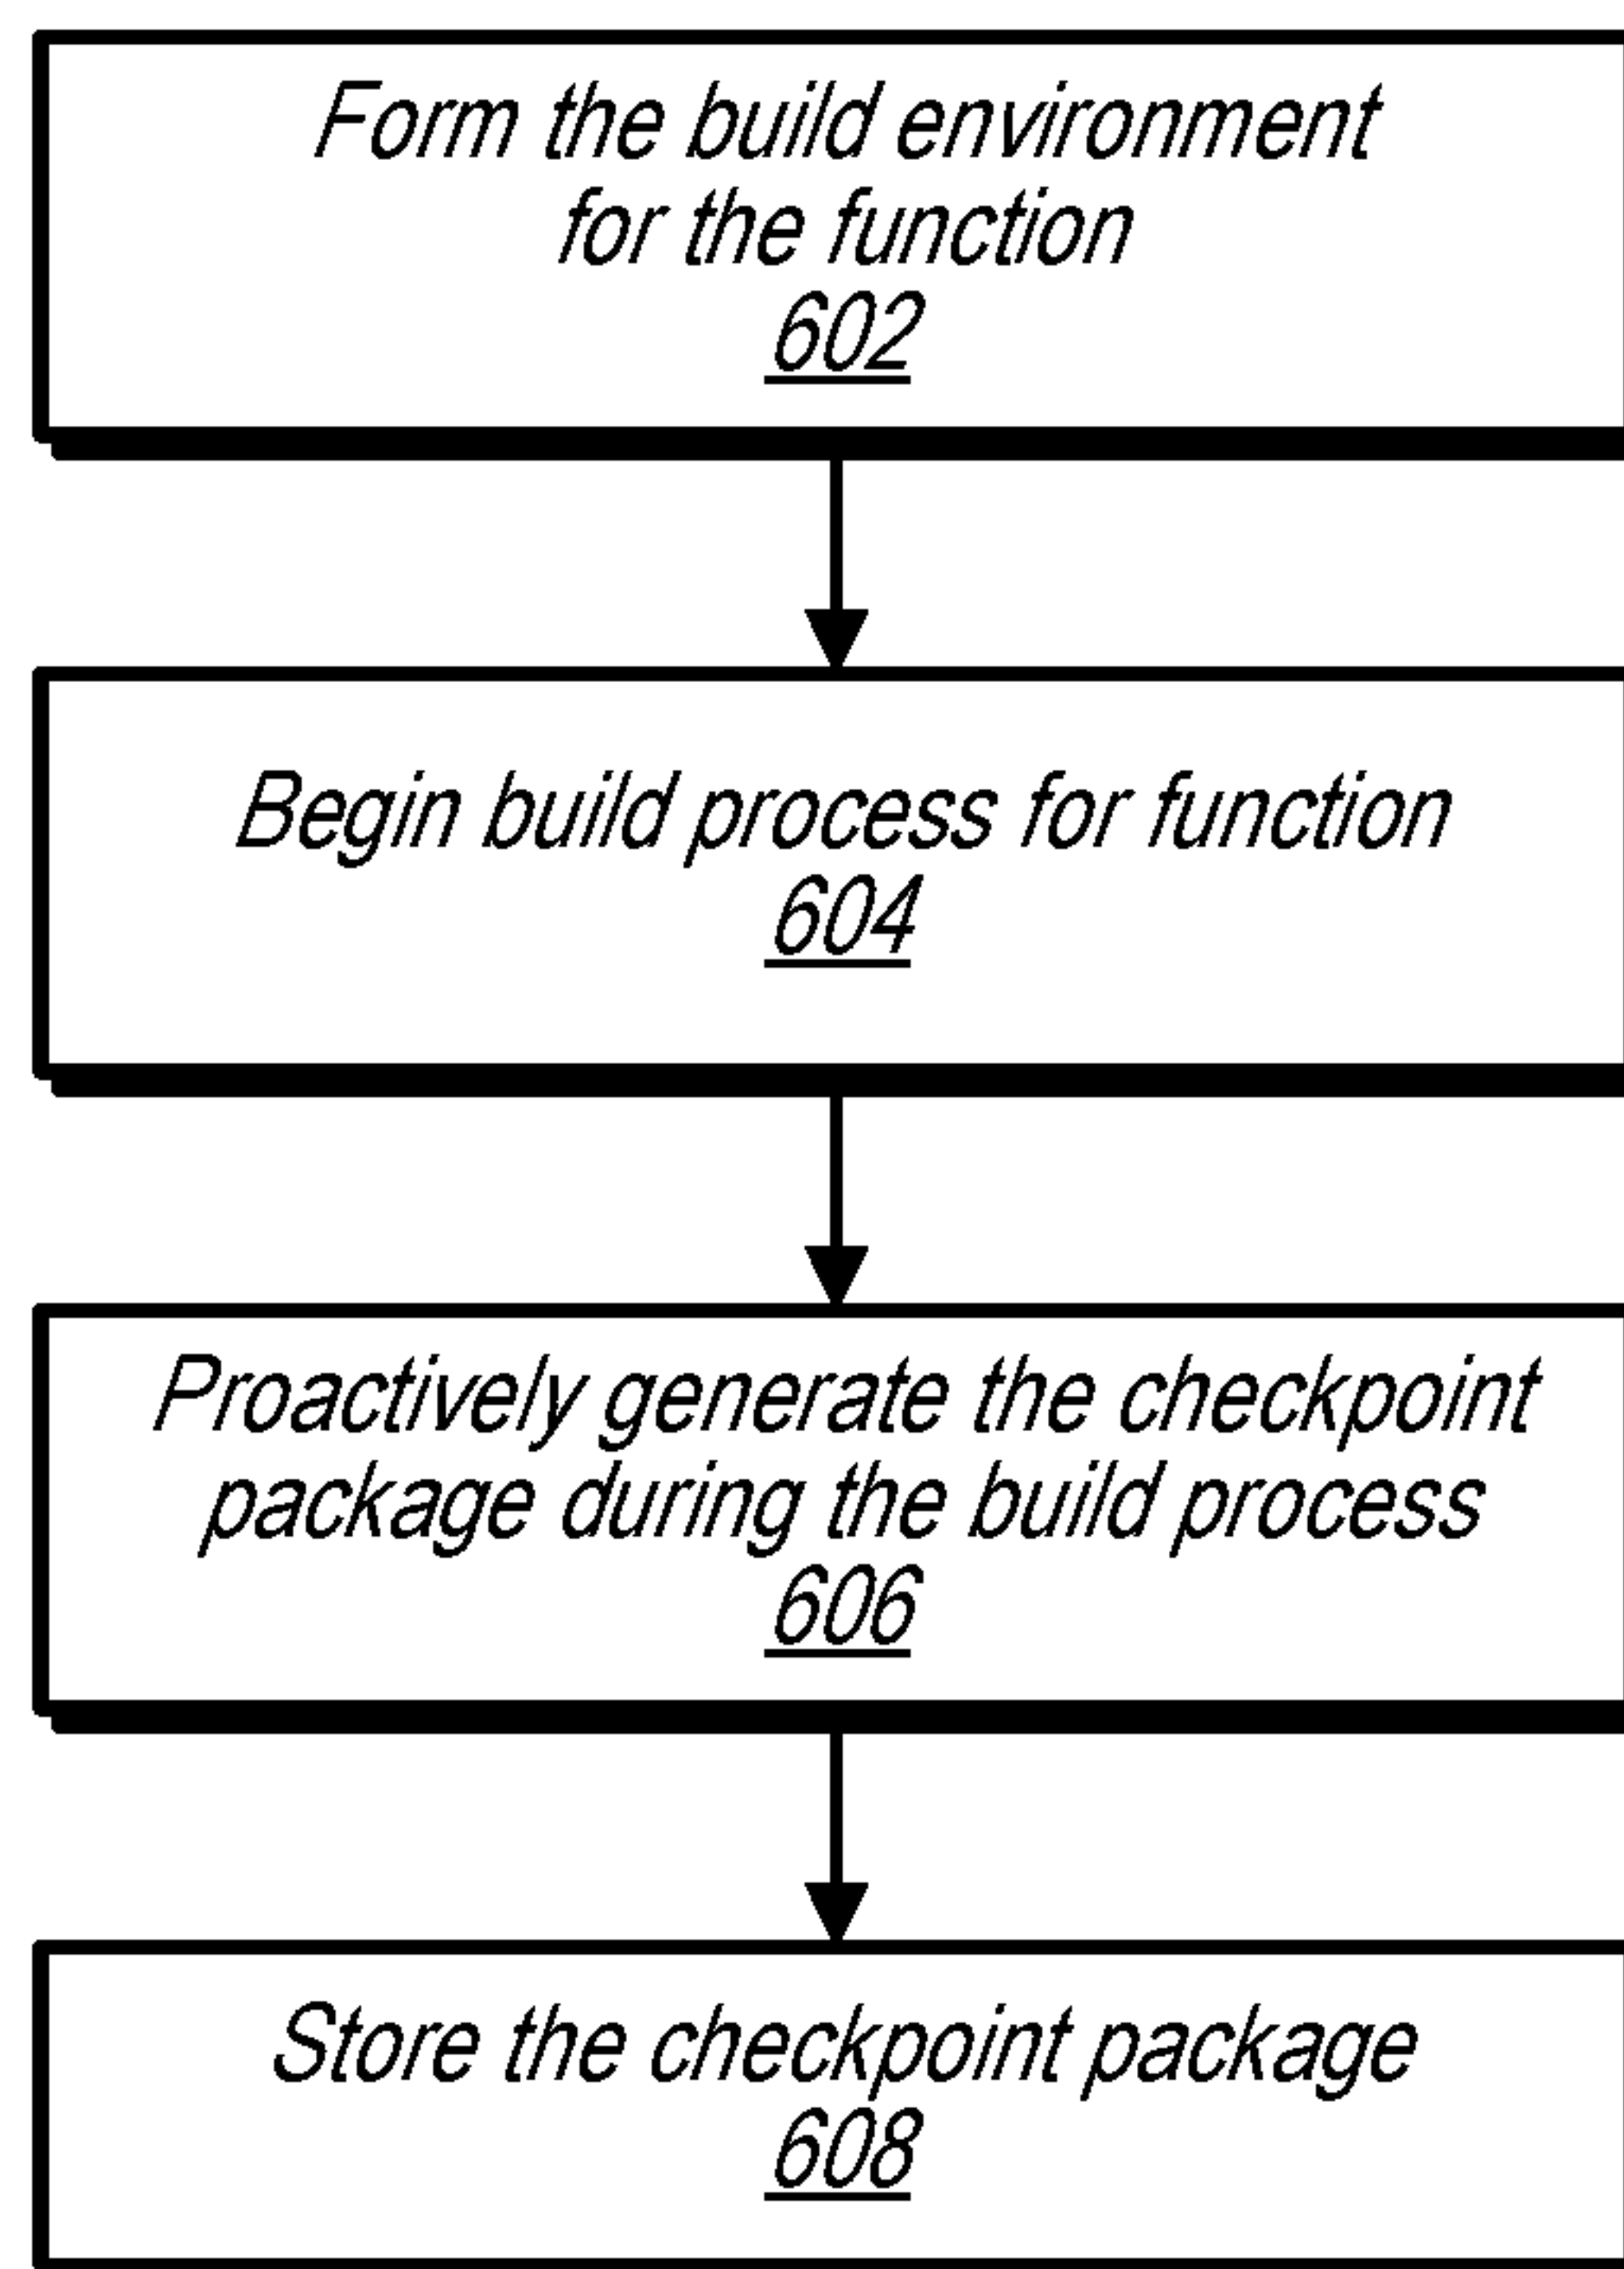 Form the build environment
for the function
602
Begin build process for function
604
Proactively generate the checkpoint
package during the build process
606
Store the checkpoint package
608